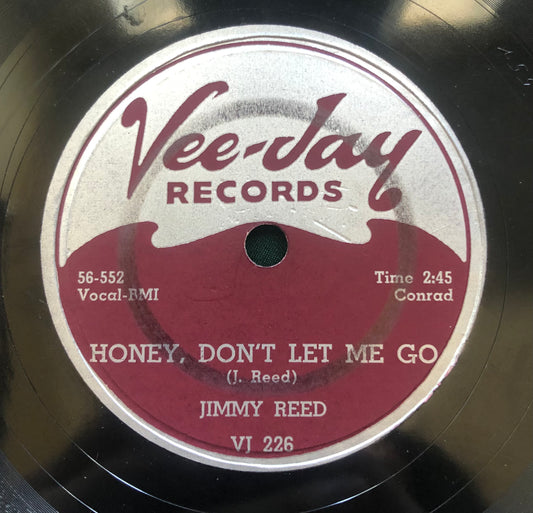 Vee-Jay
RECORDS
56-552
Vocal-BMI
Time 2:45
Conrad
HONEY, DON'T LET ME GO
(J. Reed)
JIMMY REED
VJ 226